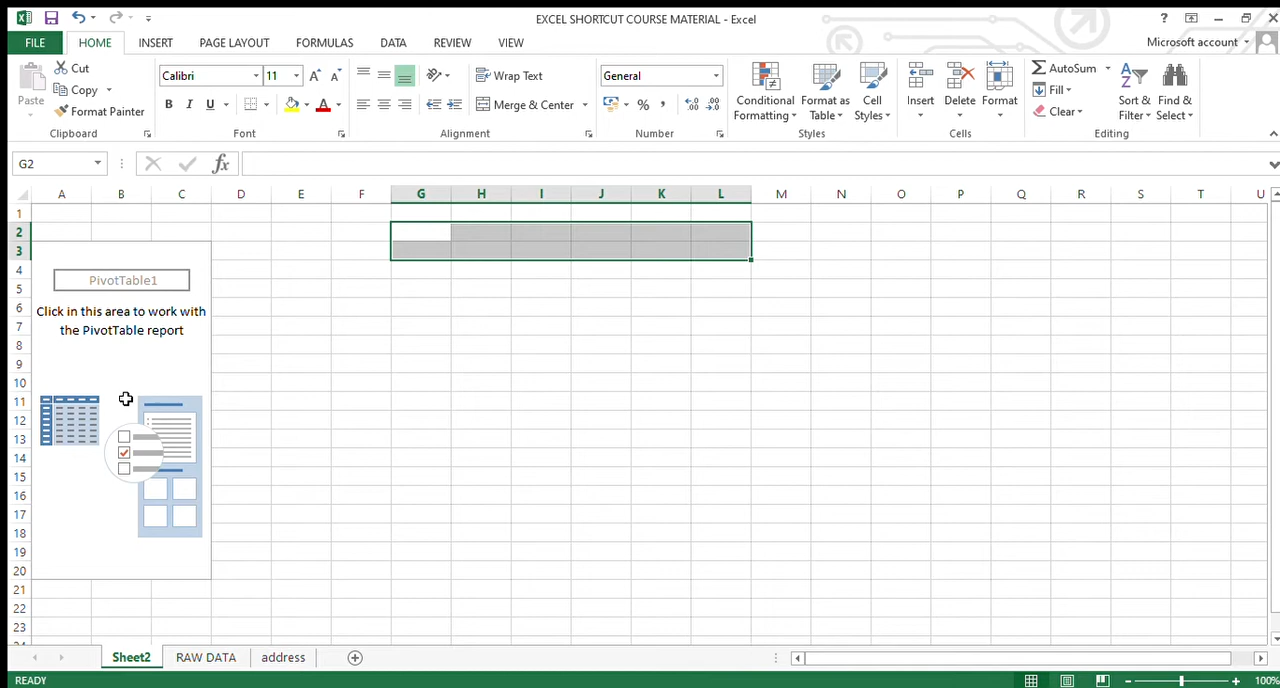 EXCEL SHORTCUT COURSE MATERIAL - Excel
?
FILE HOME INSERT PAGE LAYOUT FORMULAS DATA REVIEW VIEW Microsoft account
Paste
Cut
Copy
Format Painter
Clipboard
Calibri 11
B I U
Font
Wrap Text
Merge & Center
Alignment
General
%
Number
Conditional Formatting
Format as Table
Cell Styles
Styles
Insert Delete Format
Cells
AutoSum
Fill
Clear
Sort & Filter
Find & Select
Editing
G2
fx
A B C D E F G H I J K L M N O P Q R S T U
1
2
3
4
5
6
7
8
9
10
11
12
13
14
15
16
17
18
19
20
21
22
23
24
PivotTable1
Click in this area to work with
the PivotTable report
Sheet2 RAW DATA address
READY
100%